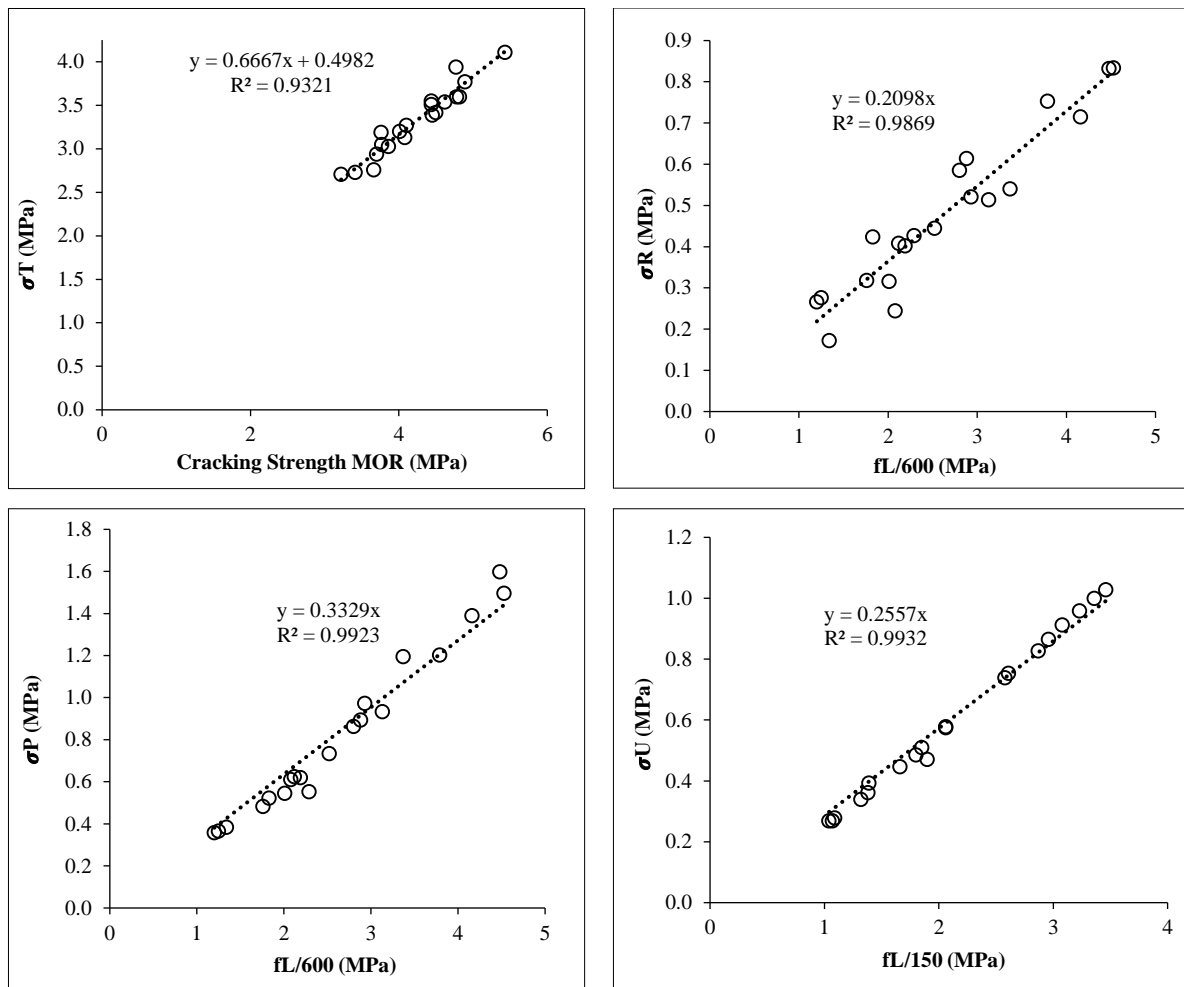 y = 0.6667x + 0.4982
R² = 0.9321
4.0
3.5
3.0
2.5
2.0
1.5
1.0
0.5
0.0
σT (MPa)
0 2 4 6
Cracking Strength MOR (MPa)
y = 0.2098x
R² = 0.9869
0.9
0.8
0.7
0.6
0.5
0.4
0.3
0.2
0.1
0.0
σR (MPa)
0 1 2 3 4 5
fL/600 (MPa)
y = 0.3329x
R² = 0.9923
1.8
1.6
1.4
1.2
1.0
0.8
0.6
0.4
0.2
0.0
σP (MPa)
0 1 2 3 4 5
fL/600 (MPa)
y = 0.2557x
R² = 0.9932
1.2
1.0
0.8
0.6
0.4
0.2
0.0
σU (MPa)
0 1 2 3 4
fL/150 (MPa)